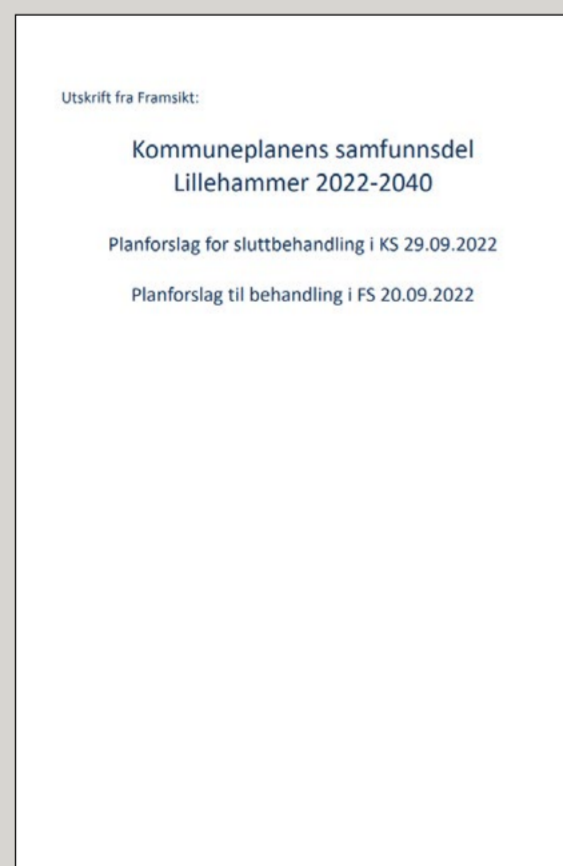 Utskrift fra Framsikt:
Kommuneplanens samfunnsdel
Lillehammer 2022-2040
Planforslag for sluttbehandling i KS 29.09.2022
Planforslag til behandling i FS 20.09.2022